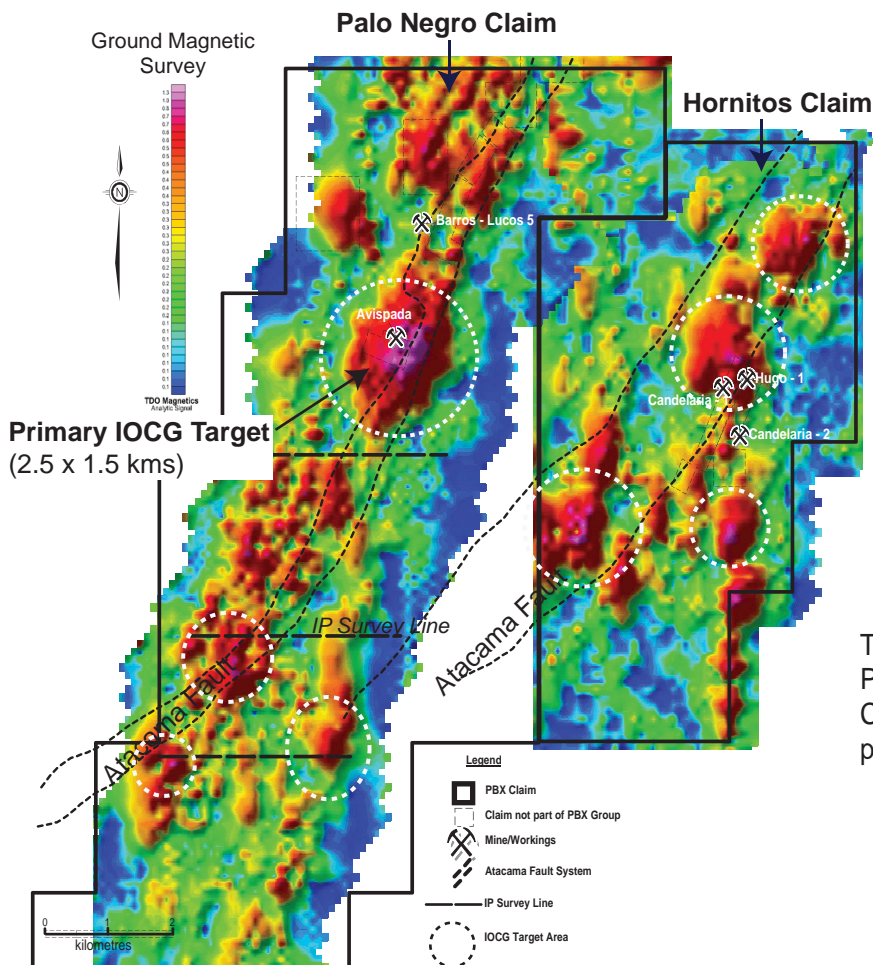 Palo Negro Claim
Ground Magnetic
Survey
Hornitos Claim
N
1.3
TDO Magnetics
Analytic Signal
Barros - Lucos 5
Avispada
Hugo - 1
Candelaria - 1
Candelaria - 2
Primary IOCG Target
(2.5 x 1.5 kms)
IP Survey Line
Atacama Fault
Atacama Fault
T
P
C
p
Legend
PBX Claim
Claim not part of PBX Group
Mine/Workings
Atacama Fault System
IP Survey Line
IOCG Target Area
0 1 2
kilometres